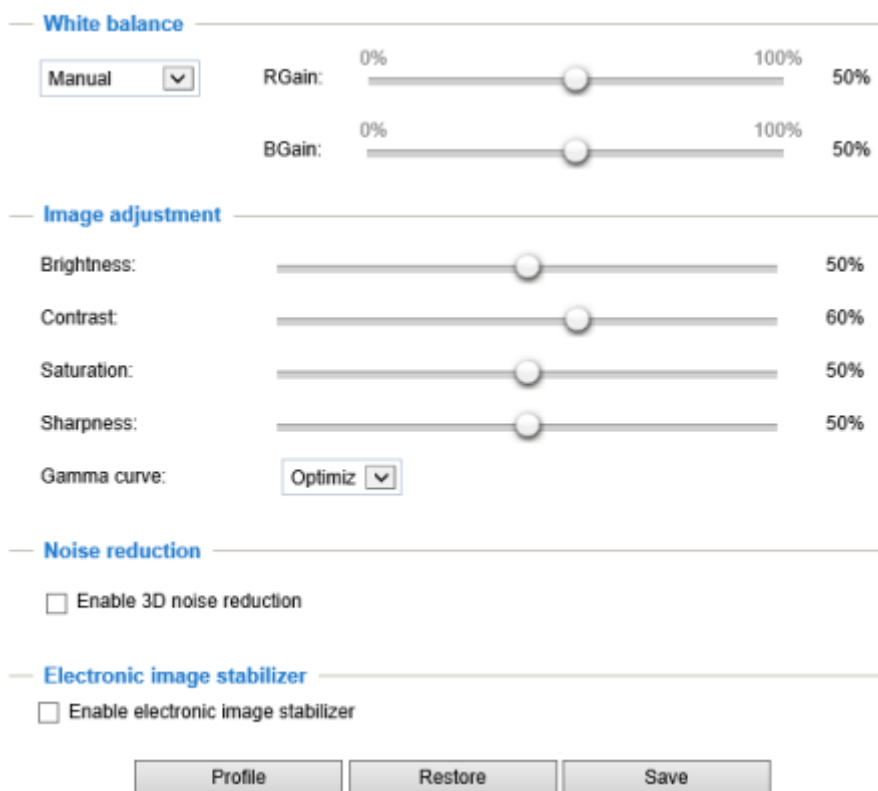 White balance
0% 100%
Manual RGain: 50%
0% 100%
BGain: 50%
Image adjustment
Brightness: 50%
Contrast: 60%
Saturation: 50%
Sharpness: 50%
Gamma curve: Optimiz
Noise reduction
Enable 3D noise reduction
Electronic image stabilizer
Enable electronic image stabilizer
Profile Restore Save